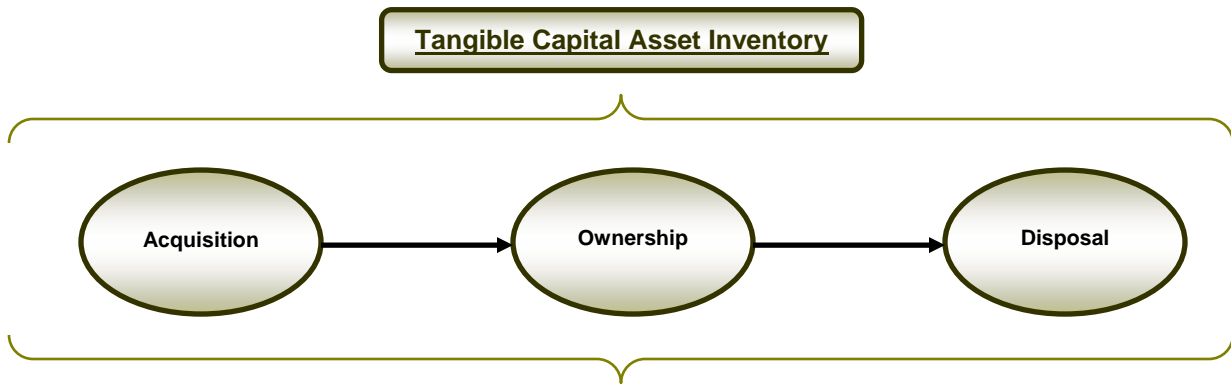 Tangible Capital Asset Inventory
Acquisition
Ownership
Disposal